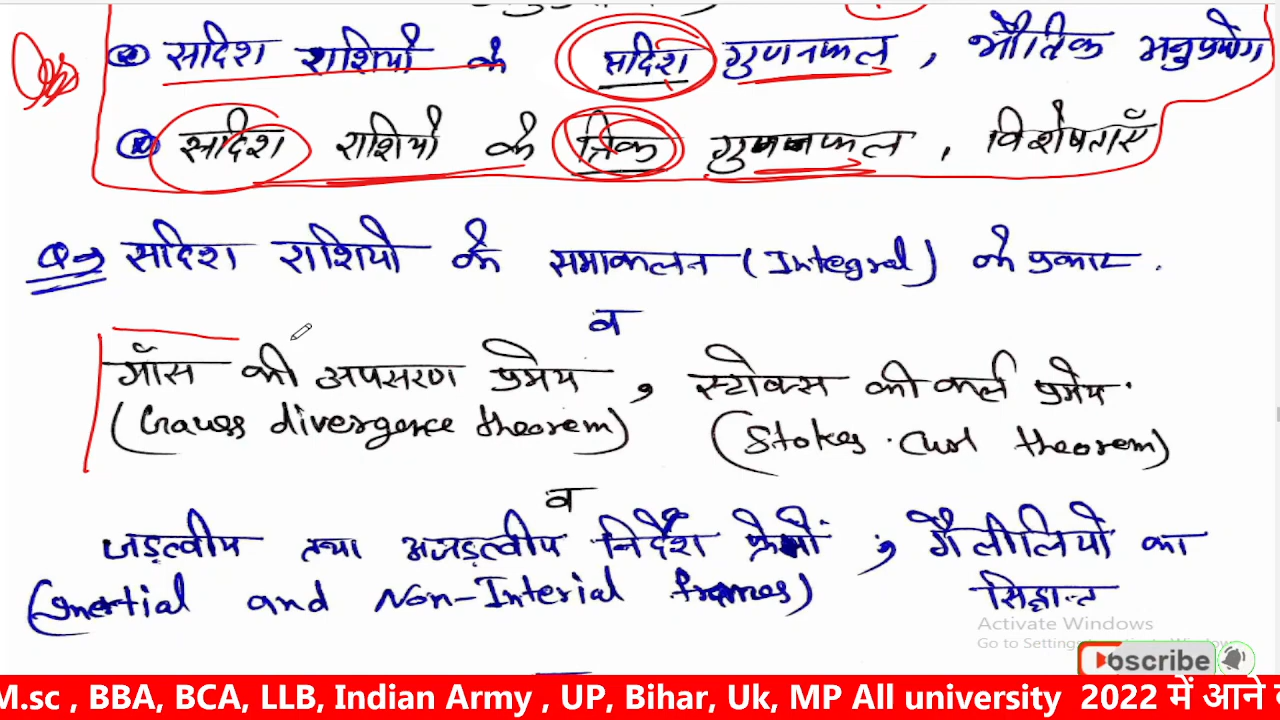 सदिश राशियों के सदिश गुणनफल , भौतिक अनुप्रयोग
सदिश राशियों के त्रिक गुणनफल , विशेषताएँ
Q→ सदिश राशियों के समाकलन (Integral) के प्रकार .
व
गॉस की अपसरण प्रमेय , स्टोक्स की कर्ल प्रमेय .
(Gauss divergence theorem) (Stokes . Curl theorem)
व
जड़त्वीय तथा अजड़त्वीय निर्देश फ्रेमों , गैलीलियो का
(Inertial and Non-Interial frames) सिद्धान्त
Activate Windows
Go to Settings
bscribe
M.sc , BBA, BCA, LLB, Indian Army , UP, Bihar, Uk, MP All university 2022 में आने